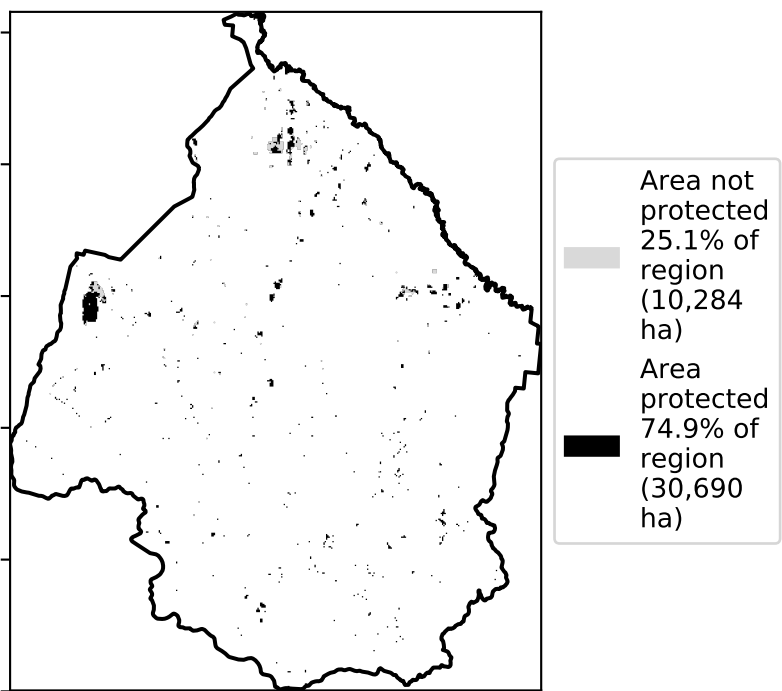 Area not
protected
25.1% of
region
(10,284
ha)
Area
protected
74.9% of
region
(30,690
ha)